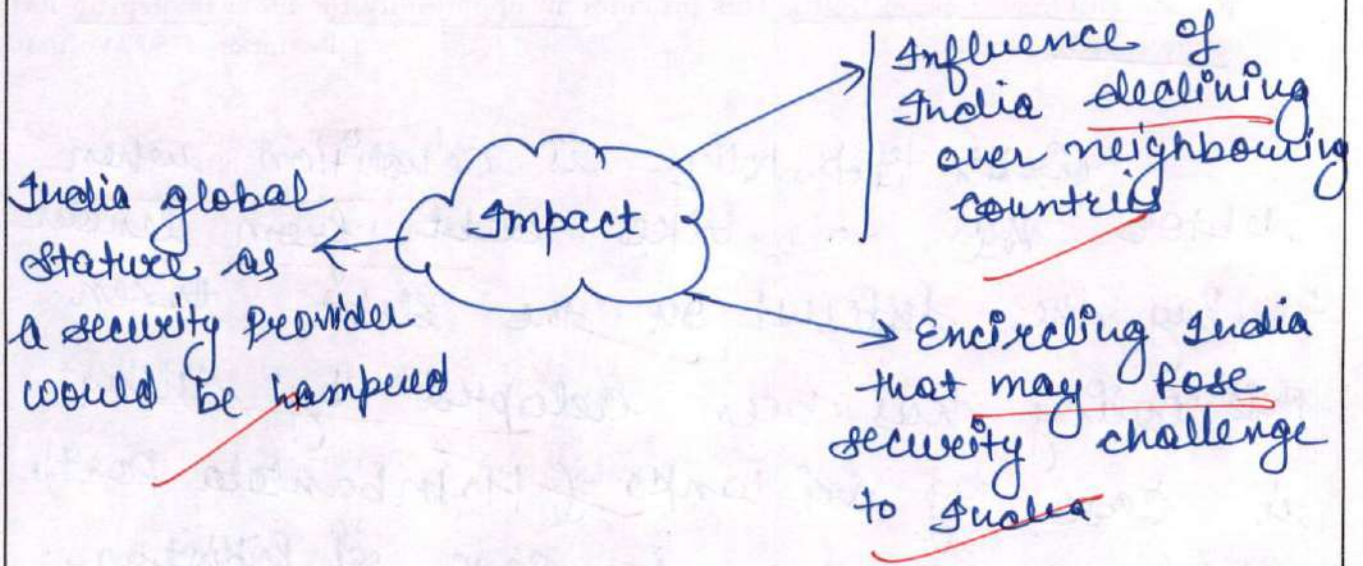 Influence of
India declining
over neighbouring
countries
Impact
India global
stature as
a security Provider
would be hampered
Encircling India
that may Pose
security challenge
to India